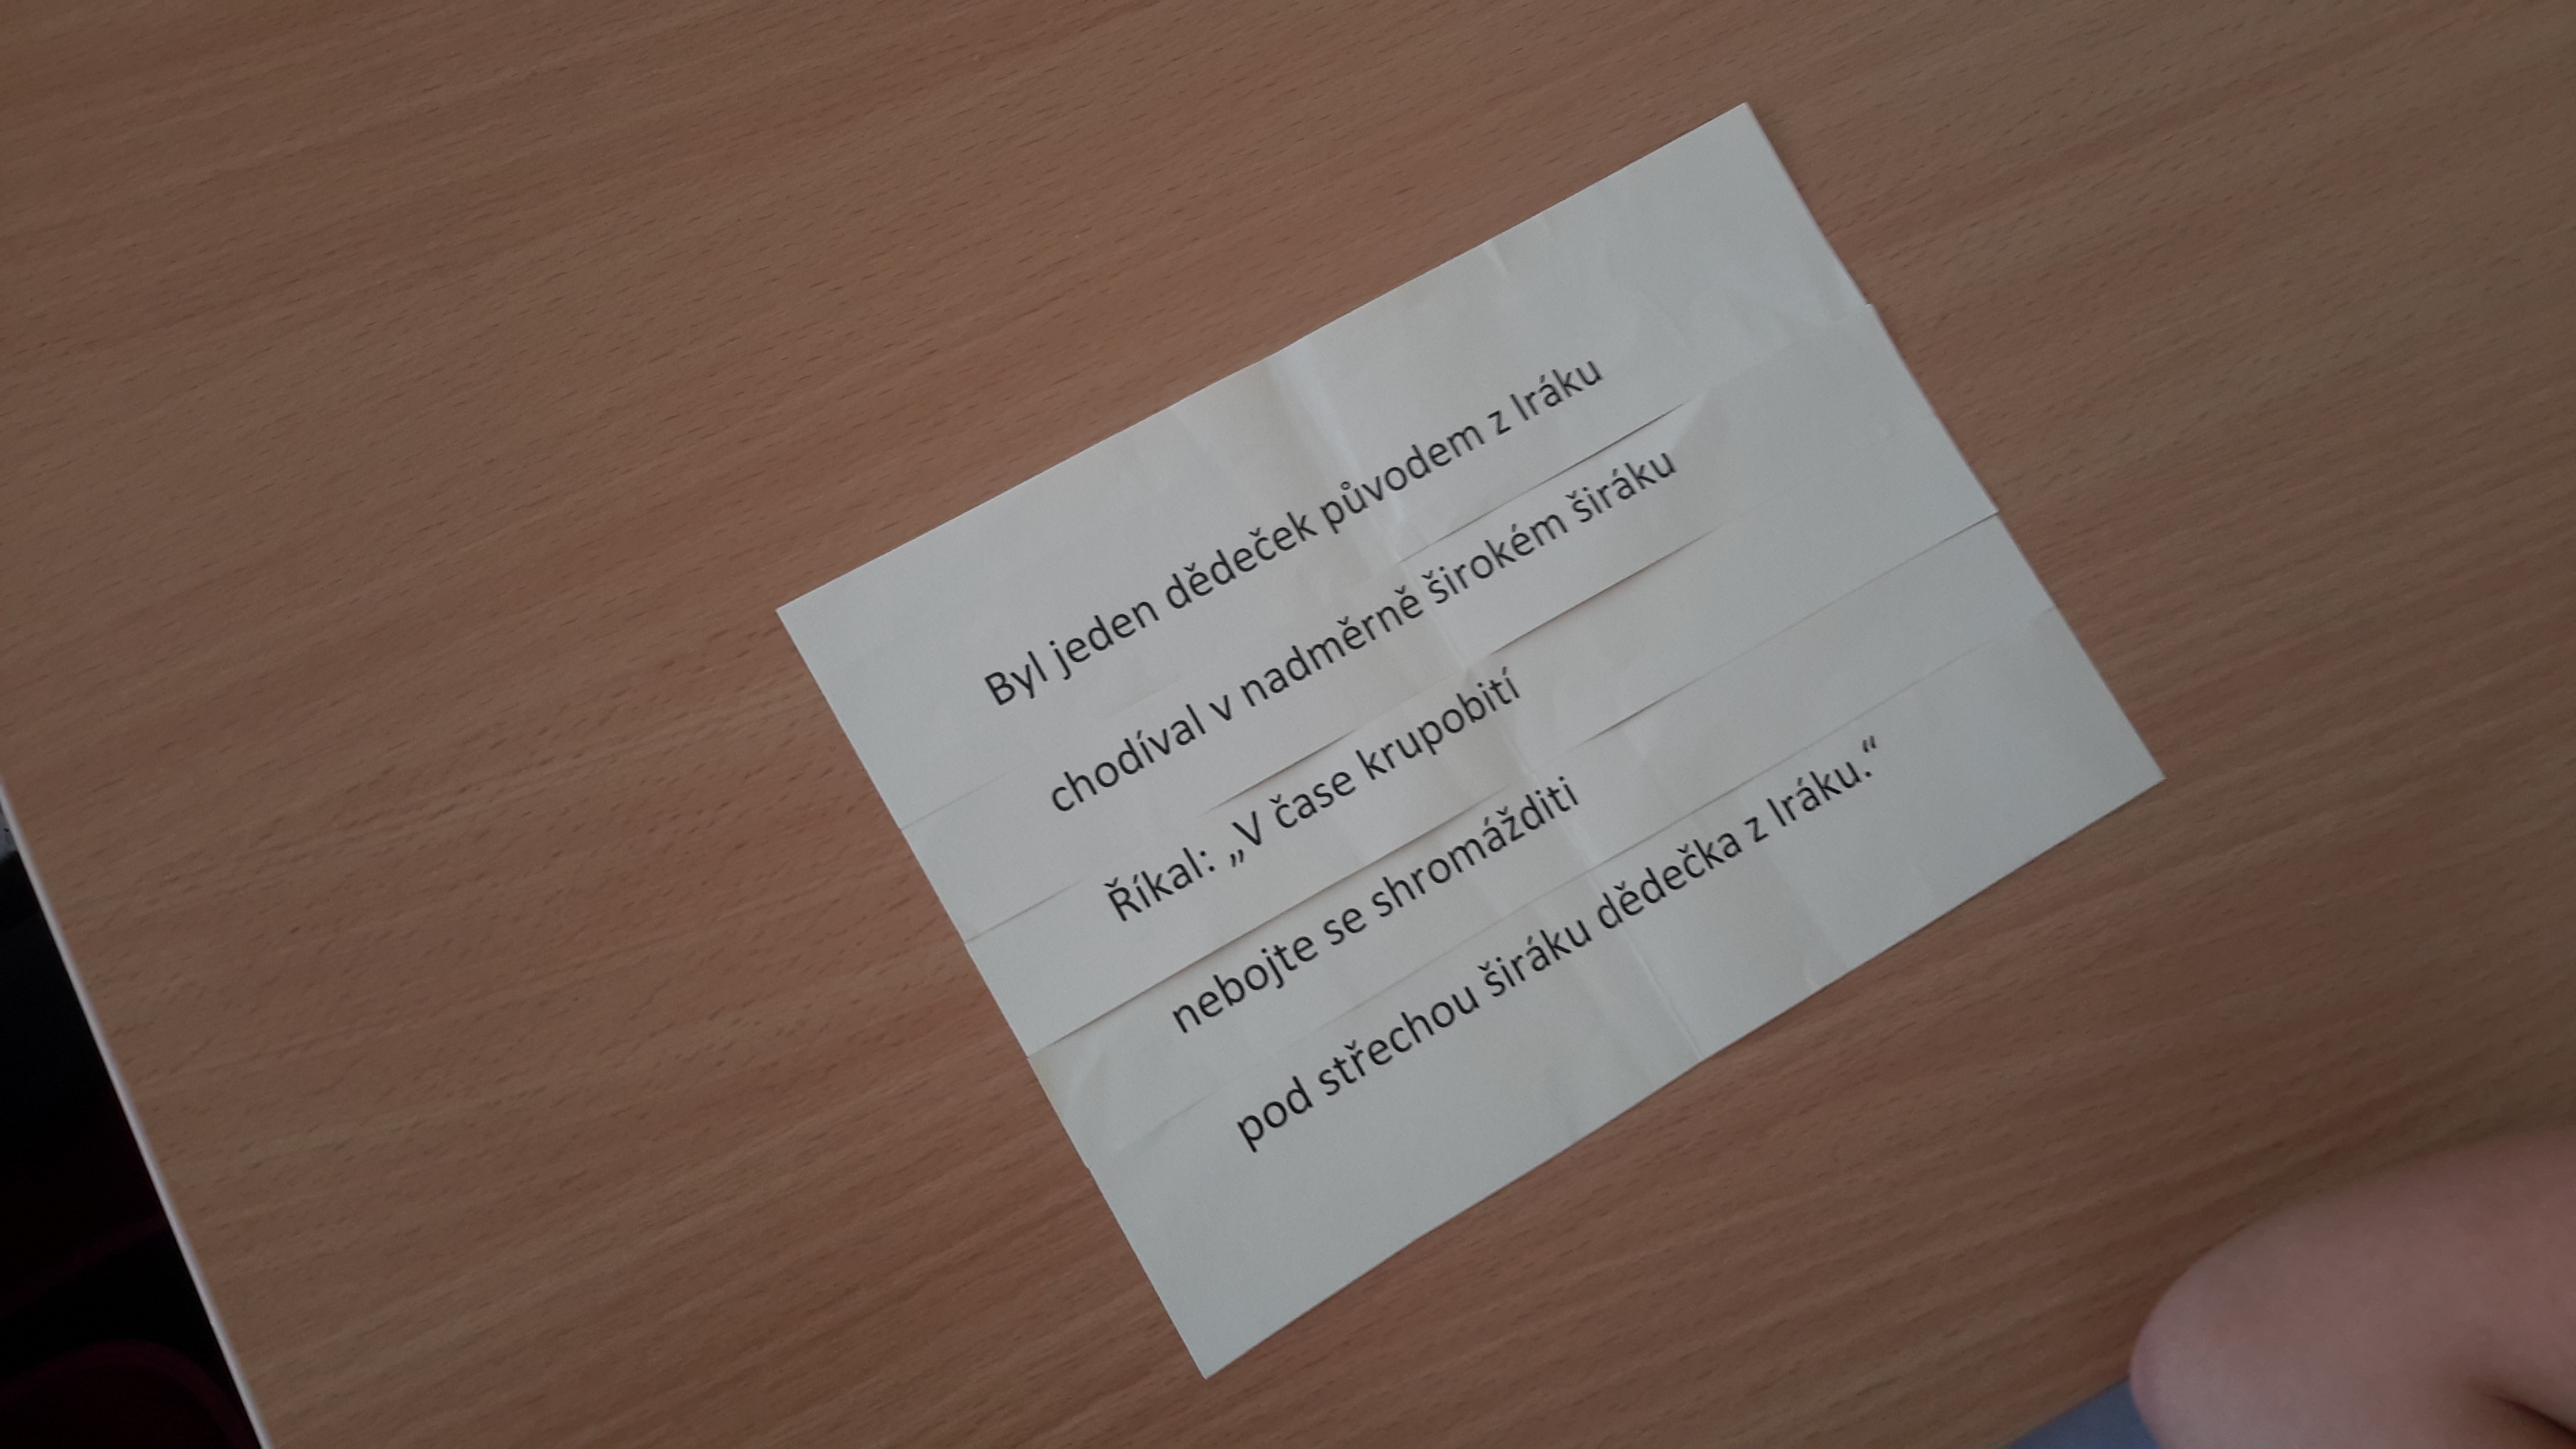 Byl jeden dědeček původem z Iráku
chodíval v nadměrně širokém širáku
Říkal: „V čase krupobití
nebojte se shromážditi
pod střechou širáku dědečka z Iráku.“